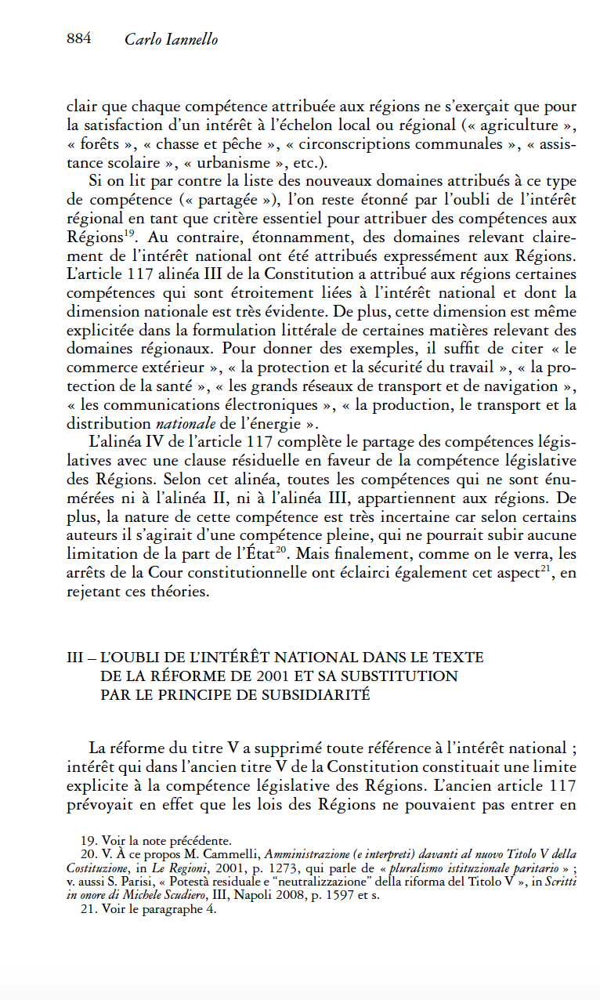 884 Carlo Iannello
clair que chaque compétence attribuée aux régions ne s’exerçait que pour
la satisfaction d’un intérêt à l’échelon local ou régional (« agriculture »,
« forêts », « chasse et pêche », « circonscriptions communales », « assis-
tance scolaire », « urbanisme », etc.).
Si on lit par contre la liste des nouveaux domaines attribués à ce type
de compétence (« partagée »), l’on reste étonné par l’oubli de l’intérêt
régional en tant que critère essentiel pour attribuer des compétences aux
Régions19. Au contraire, étonnamment, des domaines relevant claire-
ment de l’intérêt national ont été attribués expressément aux Régions.
L’article 117 alinéa III de la Constitution a attribué aux régions certaines
compétences qui sont étroitement liées à l’intérêt national et dont la
dimension nationale est très évidente. De plus, cette dimension est même
explicitée dans la formulation littérale de certaines matières relevant des
domaines régionaux. Pour donner des exemples, il suffit de citer « le
commerce extérieur », « la protection et la sécurité du travail », « la pro-
tection de la santé », « les grands réseaux de transport et de navigation »,
« les communications électroniques », « la production, le transport et la
distribution nationale de l’énergie ».
L’alinéa IV de l’article 117 complète le partage des compétences légis-
latives avec une clause résiduelle en faveur de la compétence législative
des Régions. Selon cet alinéa, toutes les compétences qui ne sont énu-
mérées ni à l’alinéa II, ni à l’alinéa III, appartiennent aux régions. De
plus, la nature de cette compétence est très incertaine car selon certains
auteurs il s’agirait d’une compétence pleine, qui ne pourrait subir aucune
limitation de la part de l’État20. Mais finalement, comme on le verra, les
arrêts de la Cour constitutionnelle ont éclairci également cet aspect21, en
rejetant ces théories.
III – L’OUBLI DE L’INTÉRÊT NATIONAL DANS LE TEXTE
DE LA RÉFORME DE 2001 ET SA SUBSTITUTION
PAR LE PRINCIPE DE SUBSIDIARITÉ
La réforme du titre V a supprimé toute référence à l’intérêt national ;
intérêt qui dans l’ancien titre V de la Constitution constituait une limite
explicite à la compétence législative des Régions. L’ancien article 117
prévoyait en effet que les lois des Régions ne pouvaient pas entrer en
19. Voir la note précédente.
20. V. À ce propos M. Cammelli, Amministrazione (e interpreti) davanti al nuovo Titolo V della
Costituzione, in Le Regioni, 2001, p. 1273, qui parle de « pluralismo istituzionale paritario » ;
v. aussi S. Parisi, « Potestà residuale e “neutralizzazione” della riforma del Titolo V », in Scritti
in onore di Michele Scudiero, III, Napoli 2008, p. 1597 et s.
21. Voir le paragraphe 4.